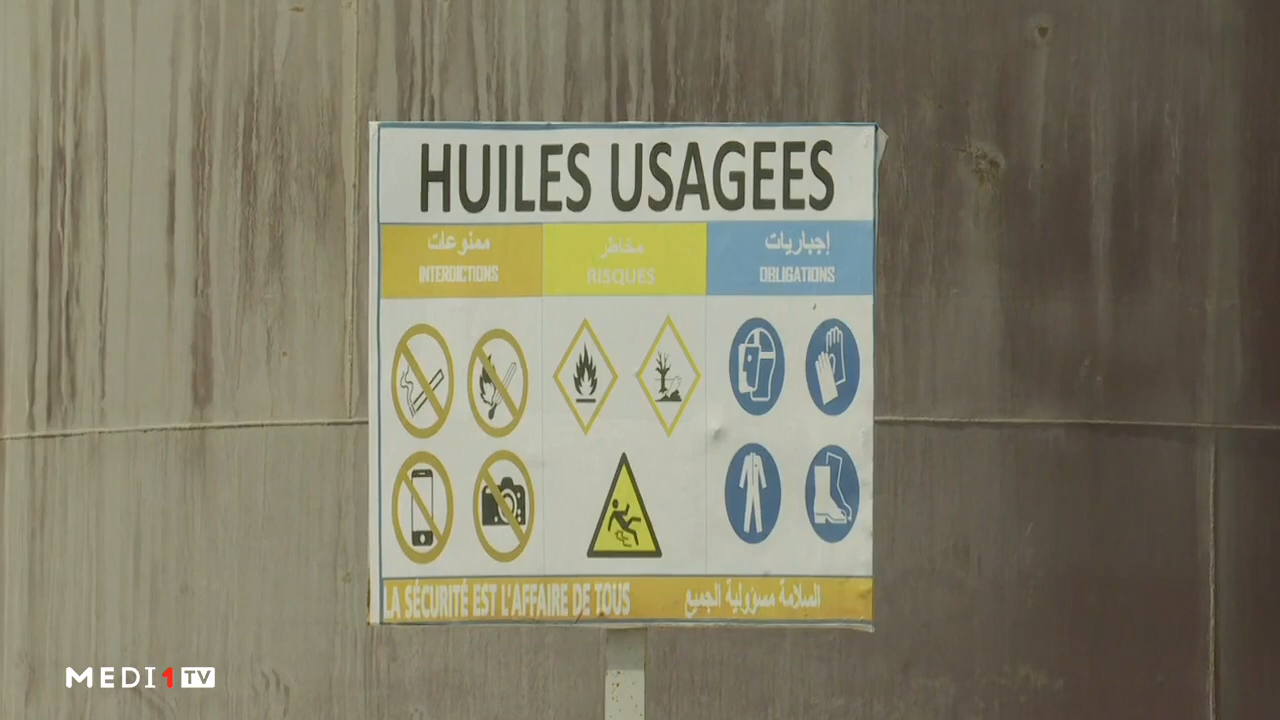 HUILES USAGEES
ممنوعات
INTERDICTIONS
مخاطر
RISQUES
إجباريات
OBLIGATIONS
LA SÉCURITÉ EST L'AFFAIRE DE TOUS
السلامة مسؤولية الجميع
MEDI1TV